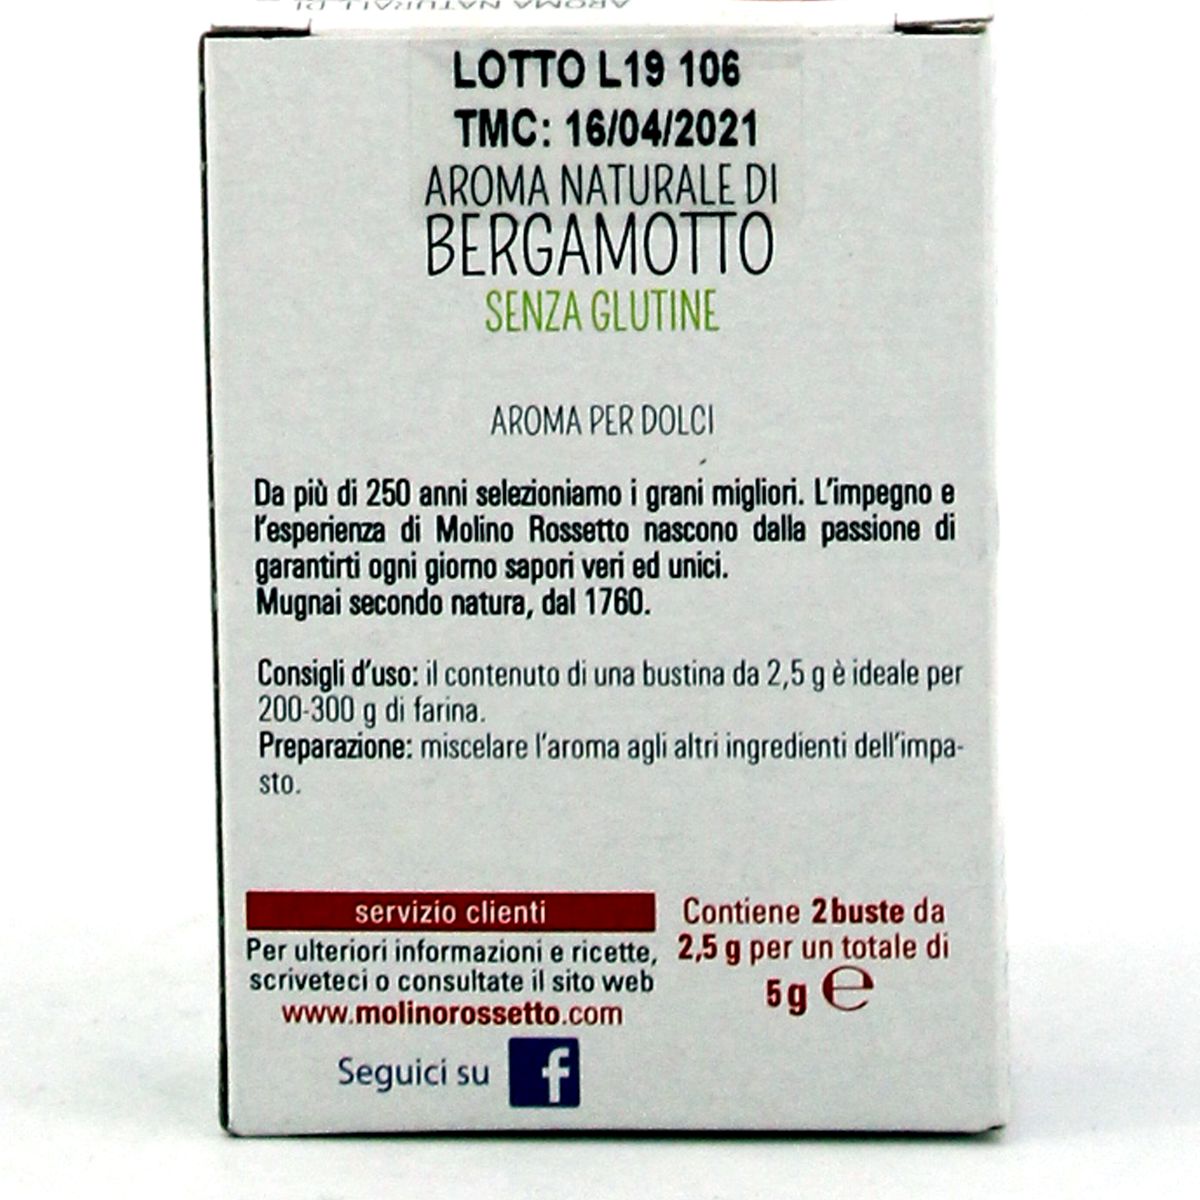 AROMA NATURALE DI
LOTTO L19 106
TMC: 16/04/2021
AROMA NATURALE DI
BERGAMOTTO
SENZA GLUTINE
AROMA PER DOLCI
Da più di 250 anni selezioniamo i grani migliori. L'impegno e
l'esperienza di Molino Rossetto nascono dalla passione di
garantirti ogni giorno sapori veri ed unici.
Mugnai secondo natura, dal 1760.
Consigli d'uso: il contenuto di una bustina da 2,5 g è ideale per
200-300 g di farina.
Preparazione: miscelare l'aroma agli altri ingredienti dell'impa-
sto.
servizio clienti
Per ulteriori informazioni e ricette,
scriveteci o consultate il sito web
www.molinorossetto.com
Seguici su f
Contiene 2 buste da
2,5 g per un totale di
5 g ℮